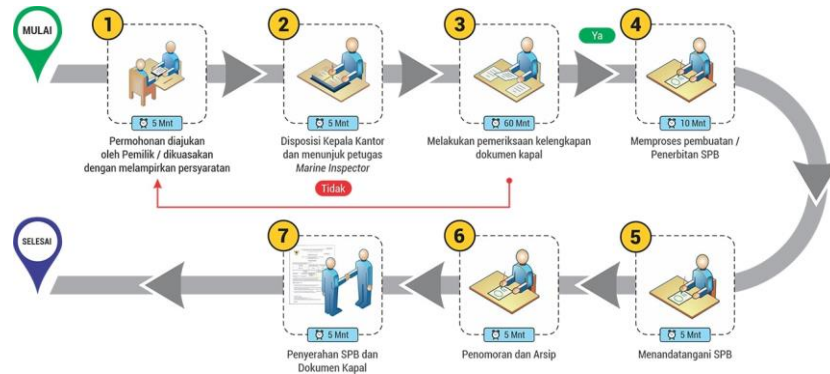 MULAI
1
5 Mnt
Permohonan diajukan
oleh Pemilik / dikuasakan
dengan melampirkan persyaratan
2
5 Mnt
Disposisi Kepala Kantor
dan menunjuk petugas
Marine Inspector
3
60 Mnt
Melakukan pemeriksaan kelengkapan
dokumen kapal
Ya
4
10 Mnt
Memproses pembuatan /
Penerbitan SPB
Tidak
5
5 Mnt
Menandatangani SPB
6
5 Mnt
Penomoran dan Arsip
7
5 Mnt
Penyerahan SPB dan
Dokumen Kapal
SELESAI